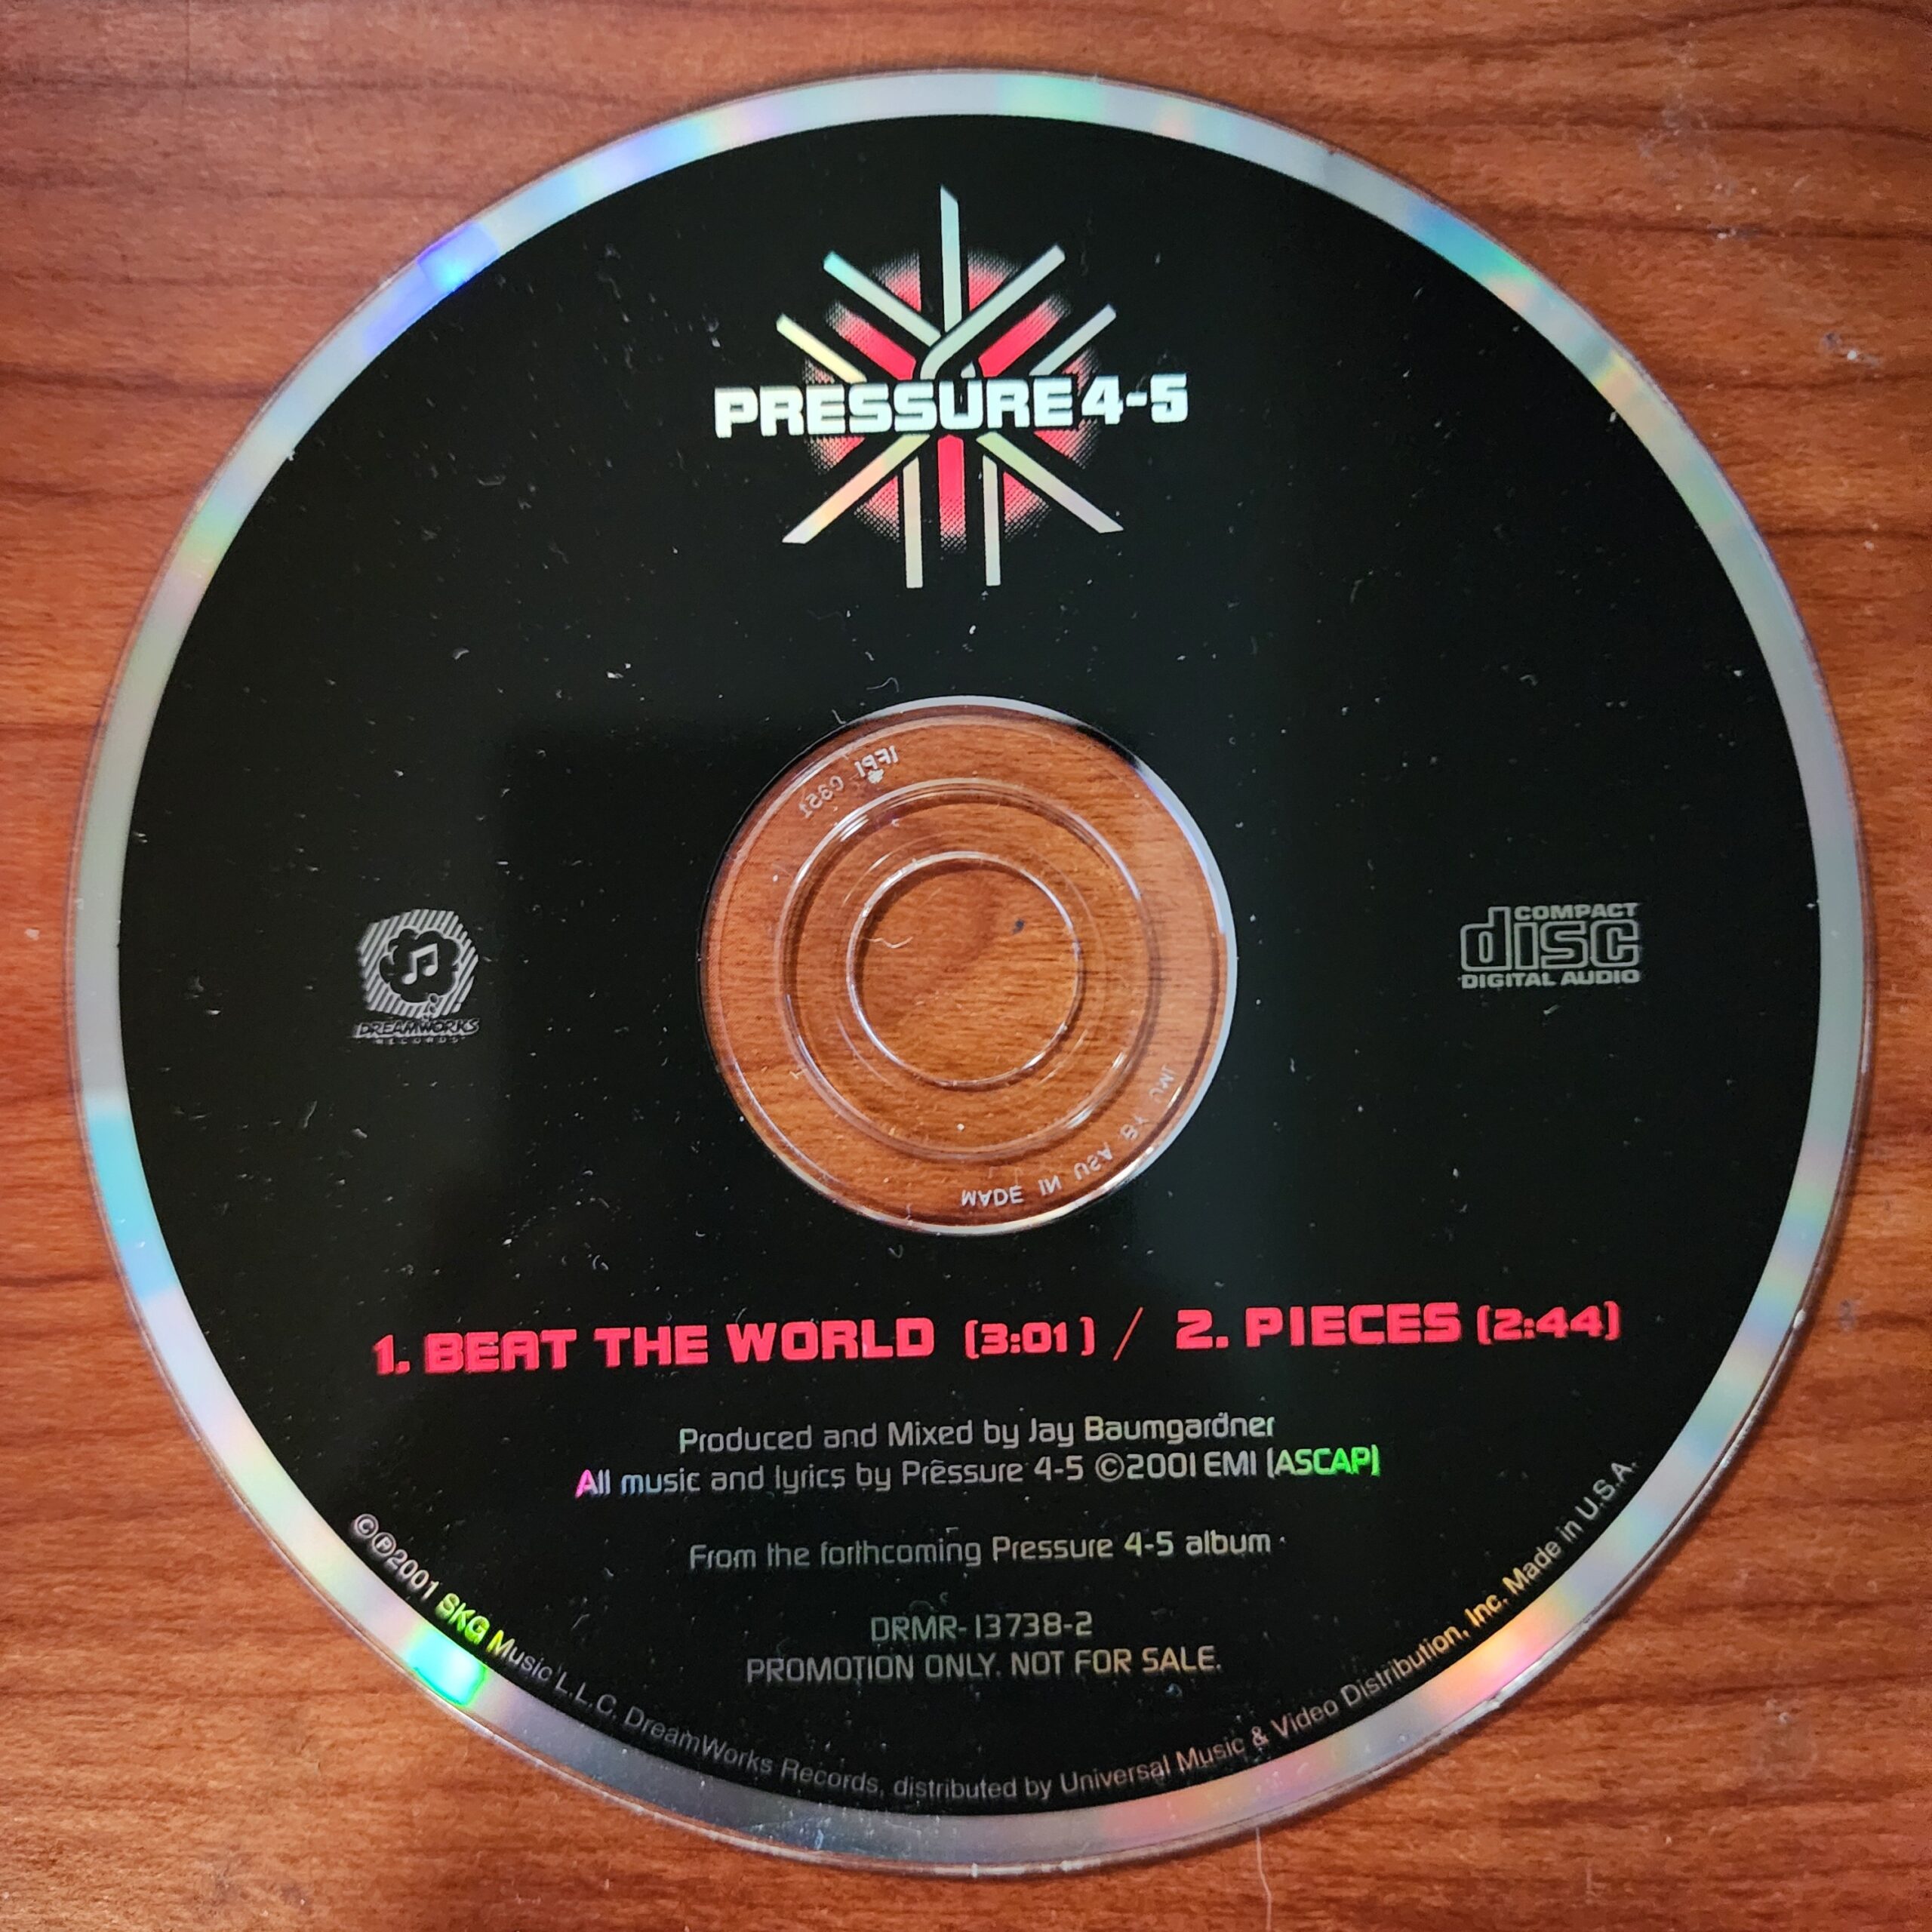 PRESSURE 4-5
IFPI C357
DREAMWORKS
RECORDS
COMPACT
disc
DIGITAL AUDIO
MADE IN USA BY
1. BEAT THE WORLD (3:01) / 2. PIECES (2:44)
Produced and Mixed by Jay Baumgardner
All music and lyrics by Pressure 4-5 ©2001 EMI (ASCAP)
From the forthcoming Pressure 4-5 album
DRMR-13738-2
PROMOTION ONLY. NOT FOR SALE.
©℗2001 SKG Music L.L.C. DreamWorks Records, distributed by Universal Music & Video Distribution, Inc. Made in U.S.A.